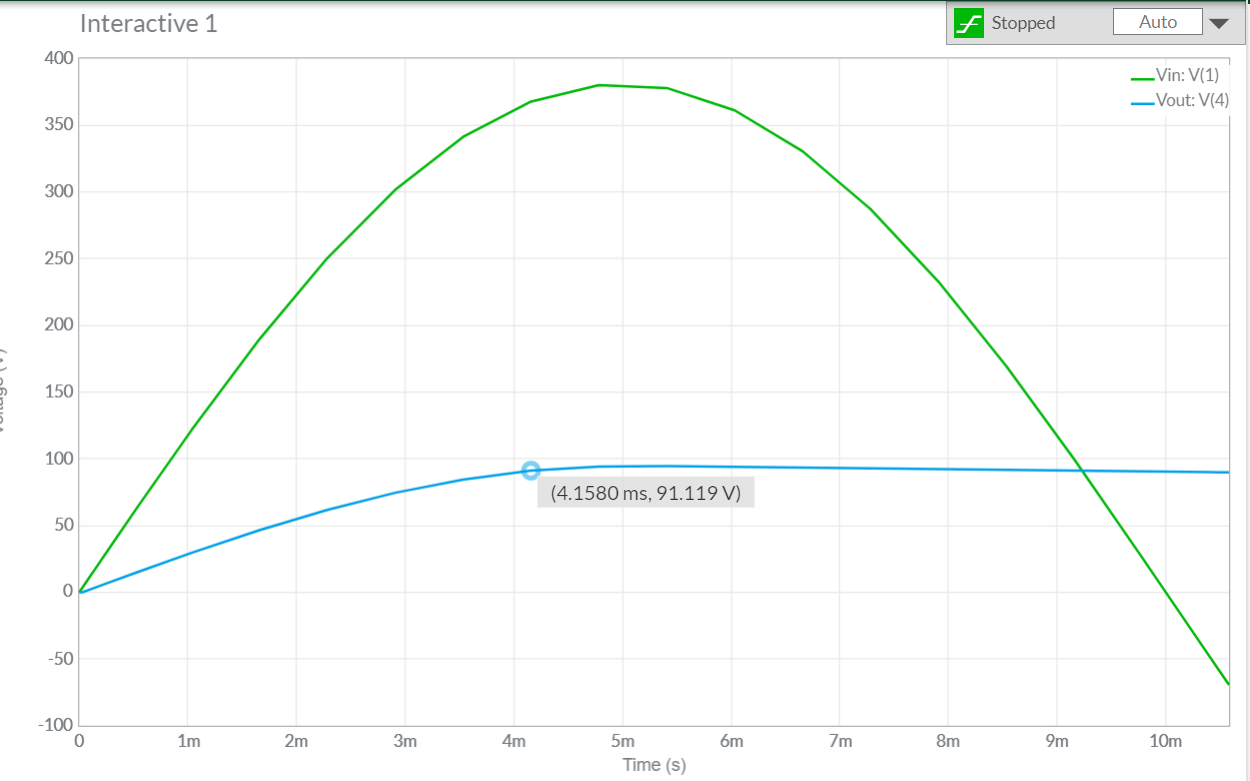 Interactive 1
Stopped
Auto
Vin: V(1)
Vout: V(4)
400
350
300
250
200
150
100
50
0
-50
-100
(4.1580 ms, 91.119 V)
0 1m 2m 3m 4m 5m 6m 7m 8m 9m 10m
Time (s)